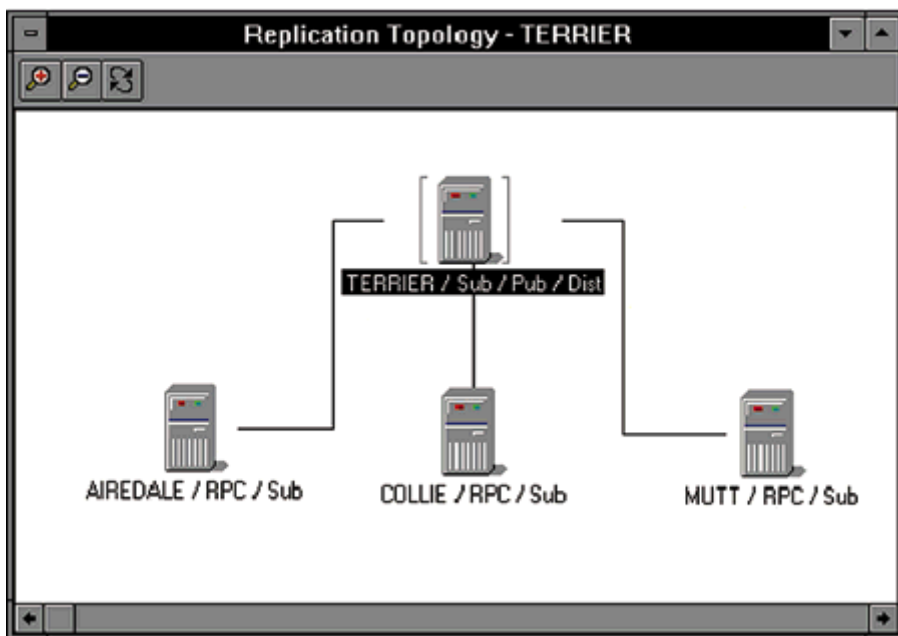 Replication Topology - TERRIER
TERRIER / Sub / Pub / Dist
AIREDALE / RPC / Sub
COLLIE / RPC / Sub
MUTT / RPC / Sub